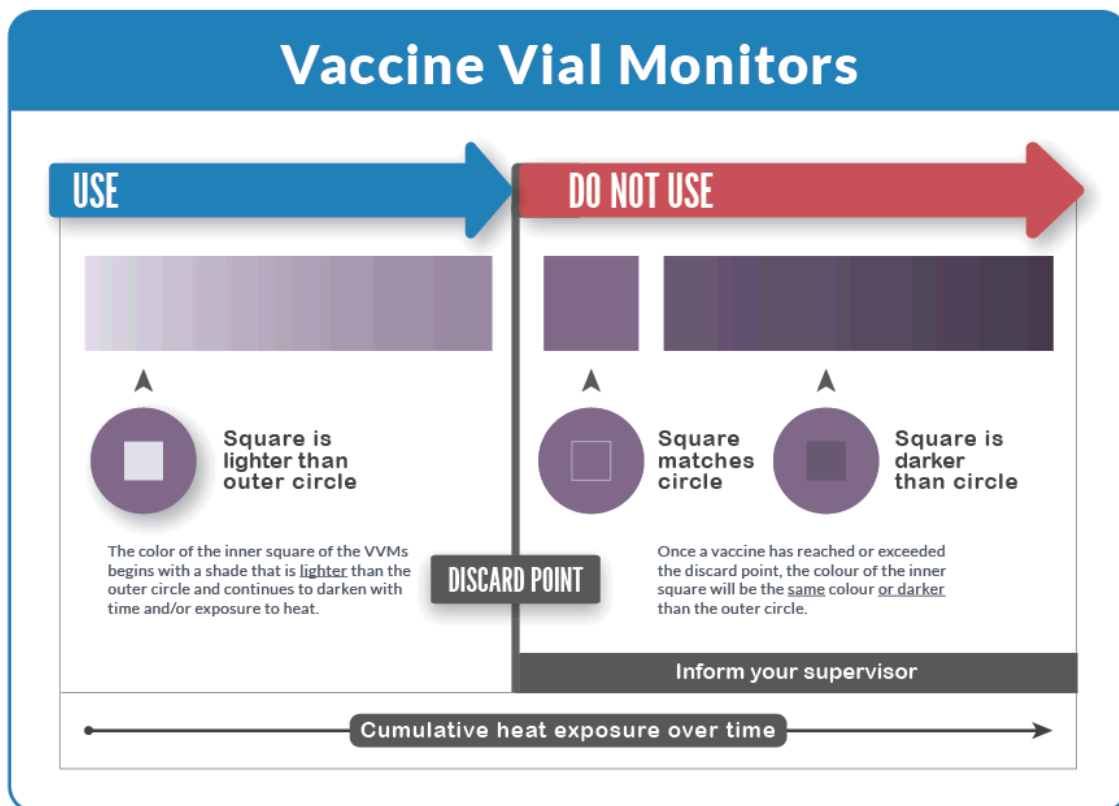 Vaccine Vial Monitors
USE
DO NOT USE
Square is
lighter than
outer circle
Square
matches
circle
Square is
darker
than circle
The color of the inner square of the VVMs
begins with a shade that is lighter than the
outer circle and continues to darken with
time and/or exposure to heat.
DISCARD POINT
Once a vaccine has reached or exceeded
the discard point, the colour of the inner
square will be the same colour or darker
than the outer circle.
Inform your supervisor
Cumulative heat exposure over time